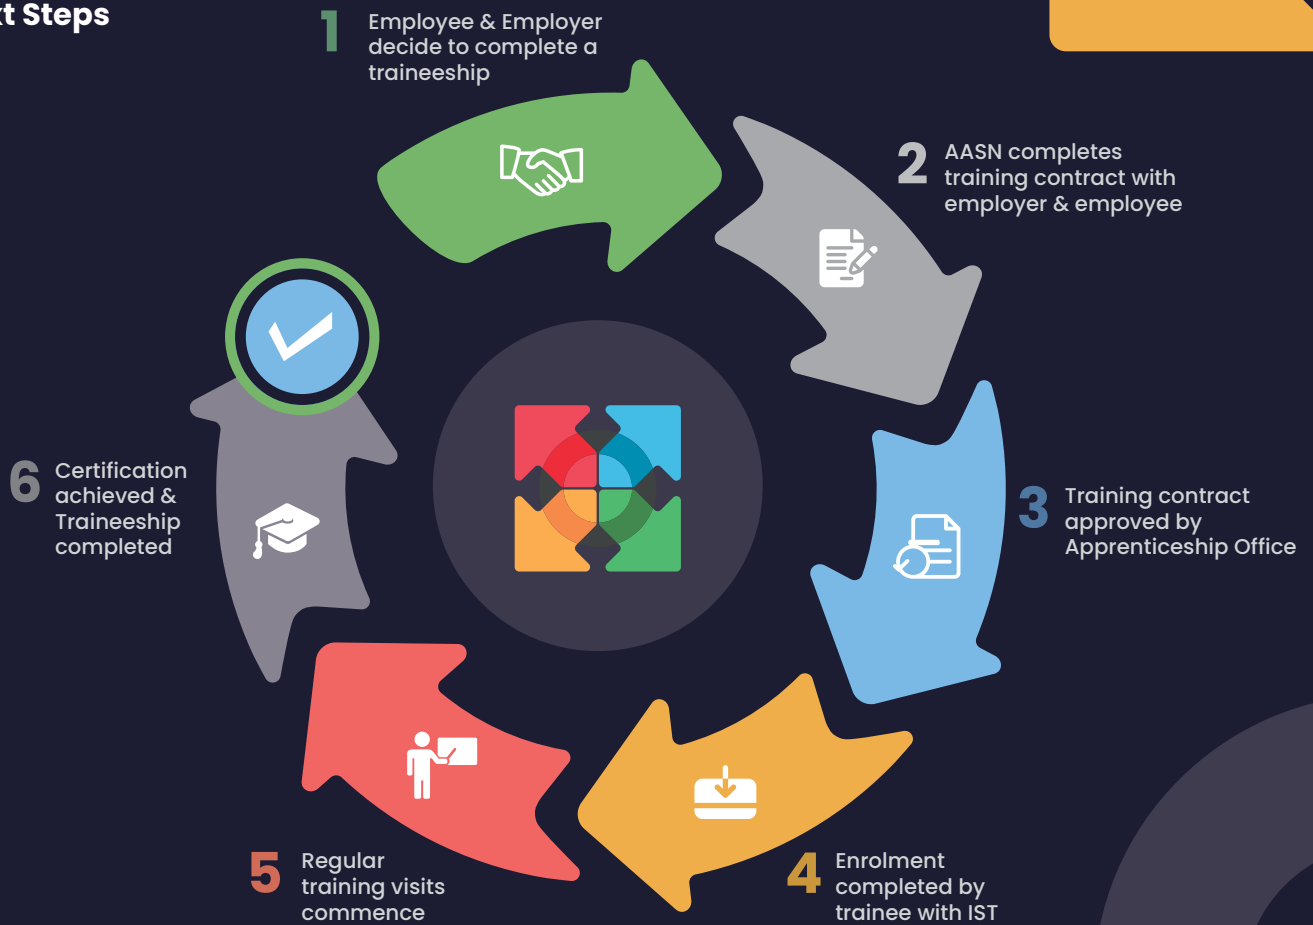 t Steps
1
Employee & Employer
decide to complete a
traineeship
2
AASN completes
training contract with
employer & employee
3
Training contract
approved by
Apprenticeship Office
4
Enrolment
completed by
trainee with IST
5
Regular
training visits
commence
6
Certification
achieved &
Traineeship
completed